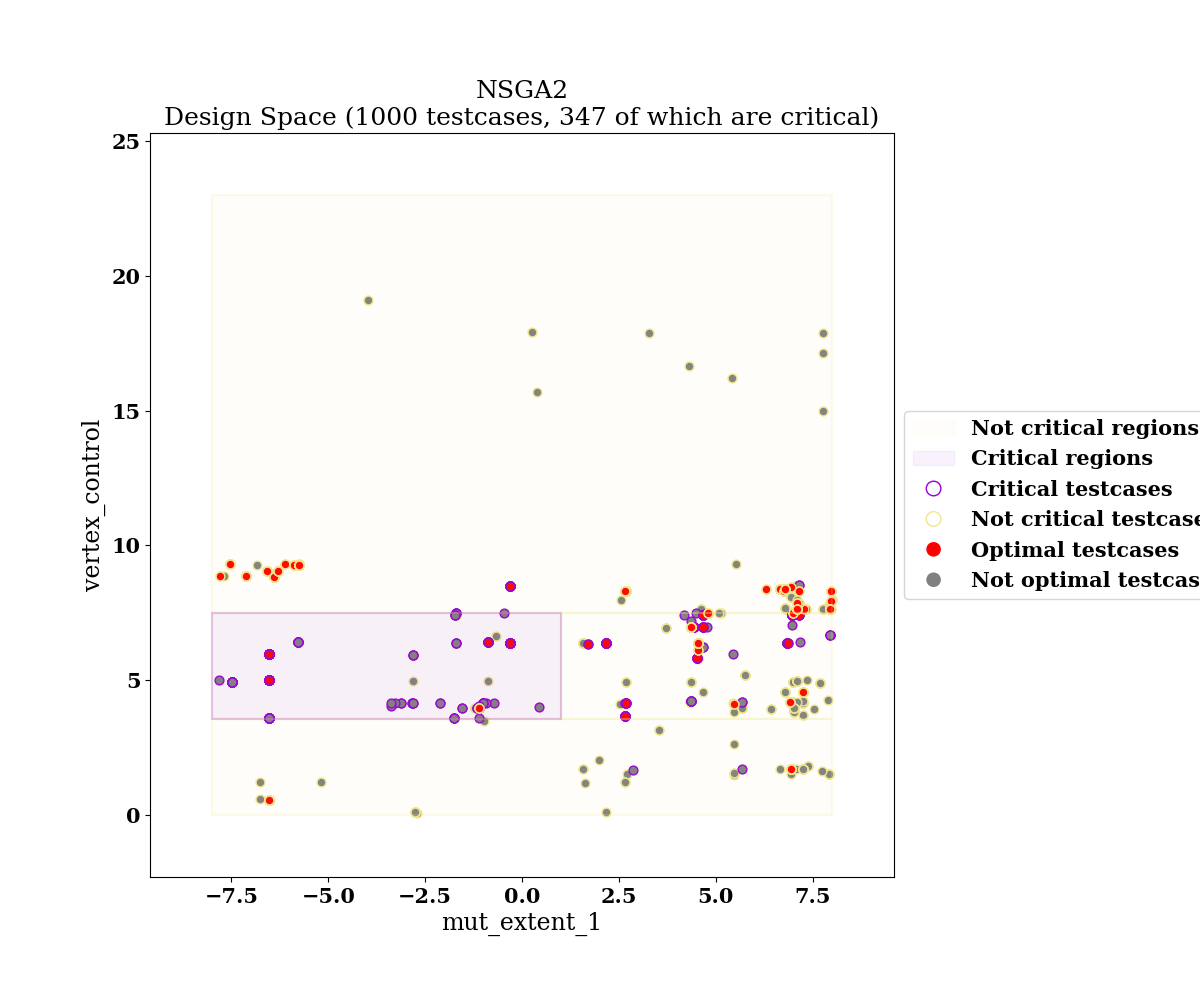 NSGA2
Design Space (1000 testcases, 347 of which are critical)
25
20
15
10
5
0
vertex_control
−7.5
−5.0
−2.5
0.0
2.5
5.0
7.5
mut_extent_1
Not critical regions
Critical regions
Critical testcases
Not critical testcase
Optimal testcases
Not optimal testcas